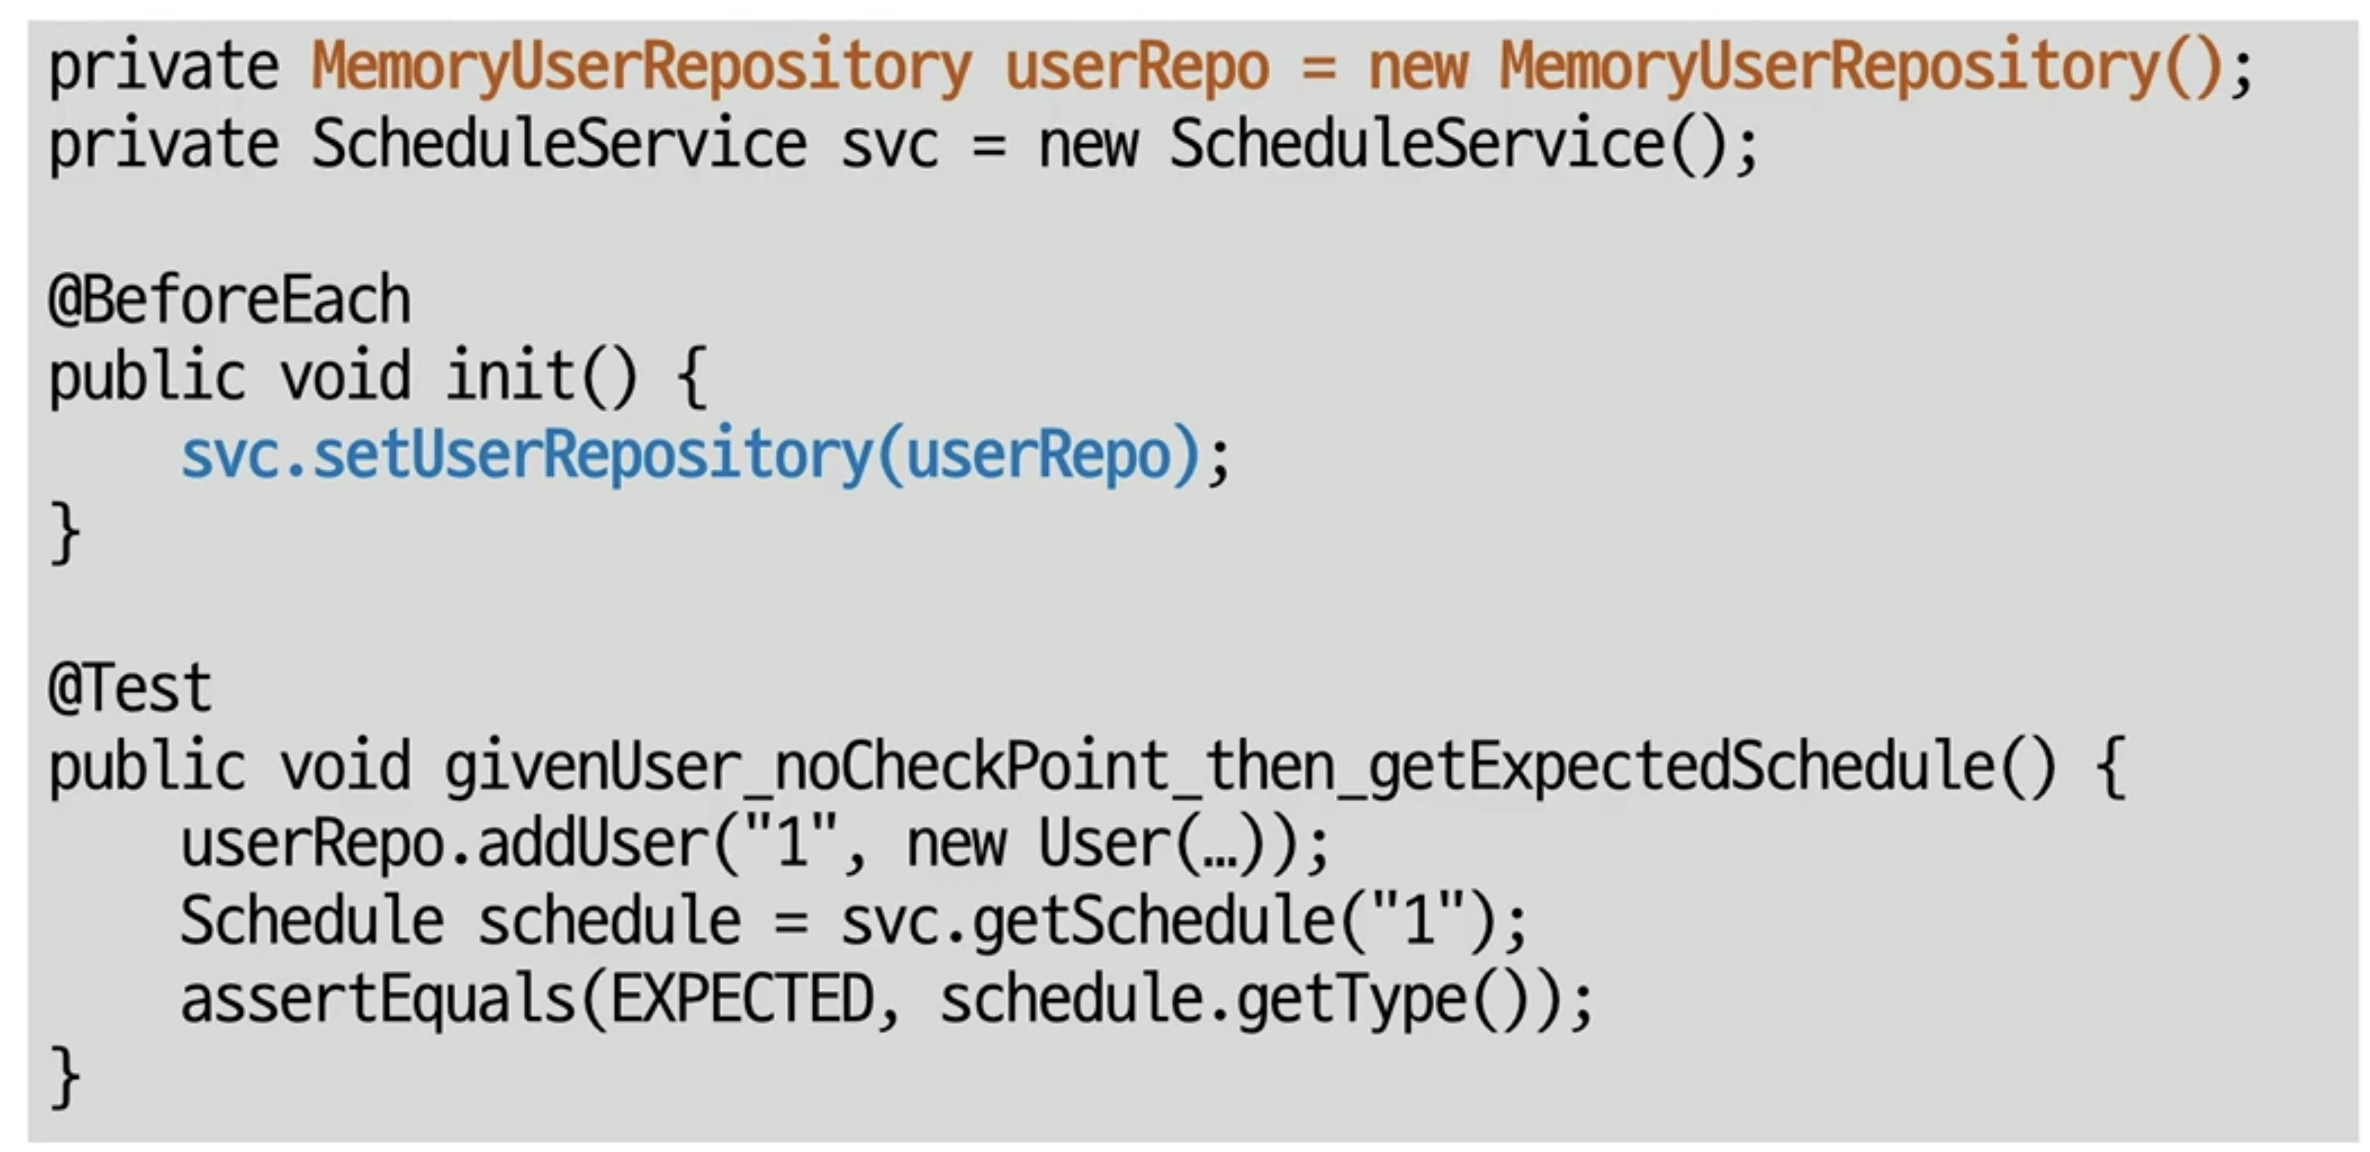 private MemoryUserRepository userRepo = new MemoryUserRepository();
private ScheduleService svc = new ScheduleService();
@BeforeEach
public void init() {
svc.setUserRepository(userRepo);
}
@Test
public void givenUser_noCheckPoint_then_getExpectedSchedule() {
userRepo.addUser("1", new User(…));
Schedule schedule = svc.getSchedule("1");
assertEquals(EXPECTED, schedule.getType());
}